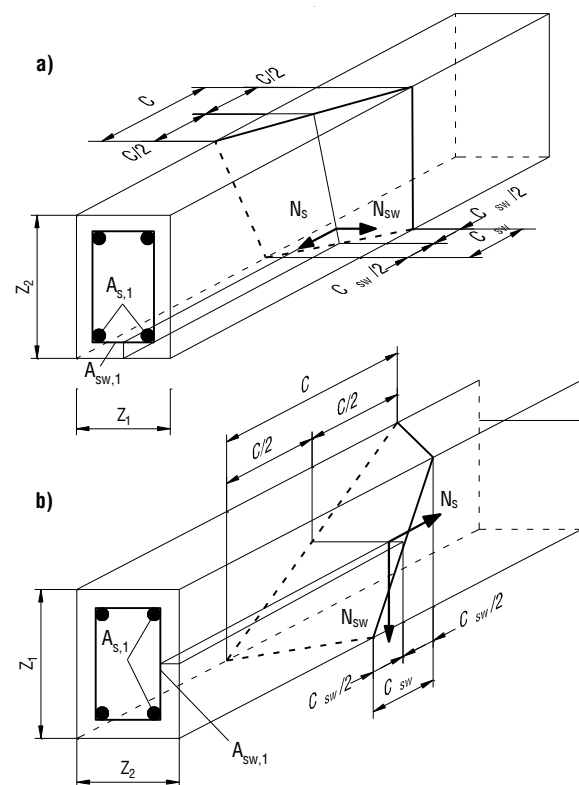 a)
C
C/2
C/2
N_s
N_sw
C_sw/2
C_sw
C_sw/2
Z_2
A_s,1
A_sw,1
Z_1
b)
C
C/2
C/2
N_s
N_sw
C_sw/2
C_sw/2
C_sw
Z_1
A_s,1
A_sw,1
Z_2